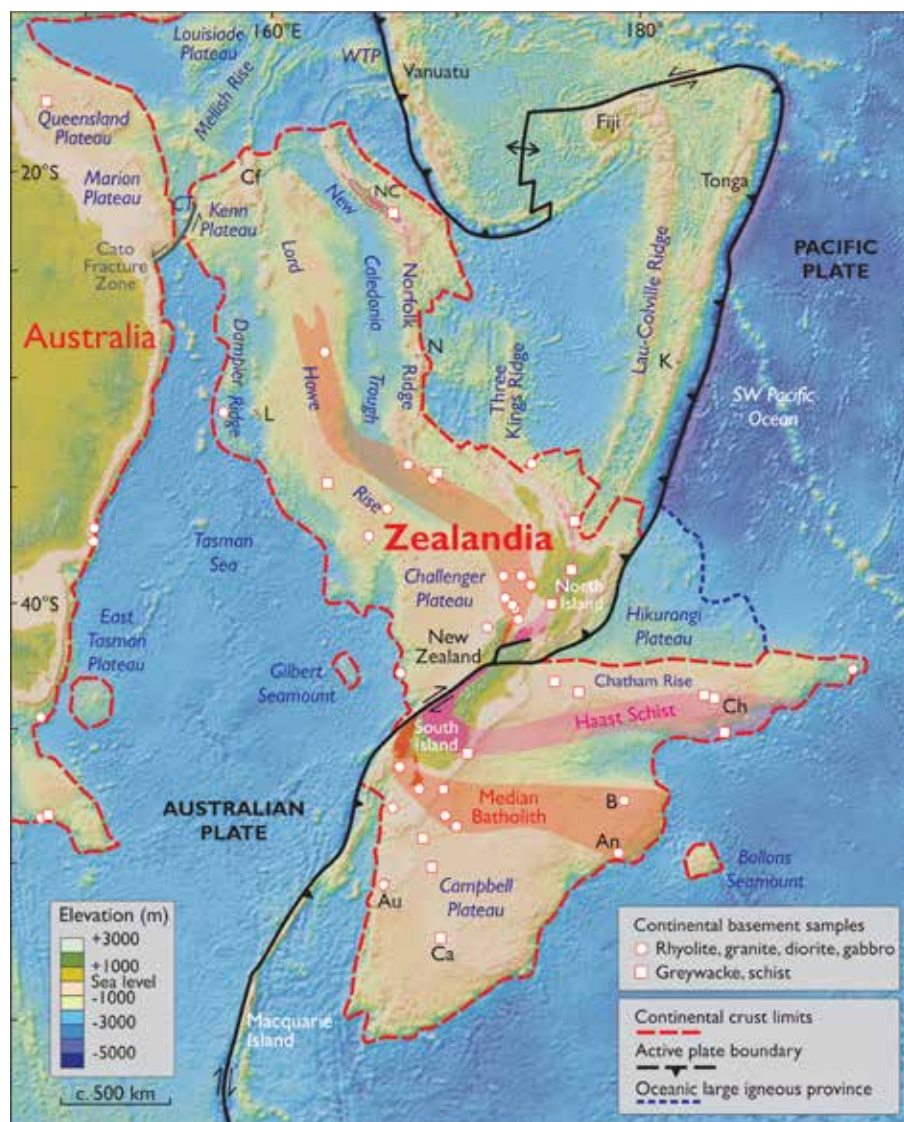 Louisiade
Plateau
160°E
180°
WTP
Vanuatu
Mellish Rise
Queensland
Plateau
Fiji
20°S
Marion
Plateau
Cf
NC
Tonga
CT
Kenn
Plateau
New
Caledonia
Trough
PACIFIC
PLATE
Cato
Fracture
Zone
Lord
Howe
Rise
Norfolk
Ridge
Lau-Colville Ridge
Australia
Dampier Ridge
N
Three
Kings Ridge
K
L
SW Pacific
Ocean
Zealandia
Tasman
Sea
Challenger
Plateau
North
Island
40°S
East
Tasman
Plateau
New
Zealand
Hikurangi
Plateau
Gilbert
Seamount
Chatham Rise
Haast Schist
Ch
South
Island
AUSTRALIAN
PLATE
Median
Batholith
B
An
Bollons
Seamount
Campbell
Plateau
Au
Ca
Macquarie
Island
Elevation (m)
+3000
+1000
Sea level
-1000
-3000
-5000
c. 500 km
Continental basement samples
Rhyolite, granite, diorite, gabbro
Greywacke, schist
Continental crust limits
Active plate boundary
Oceanic large igneous province